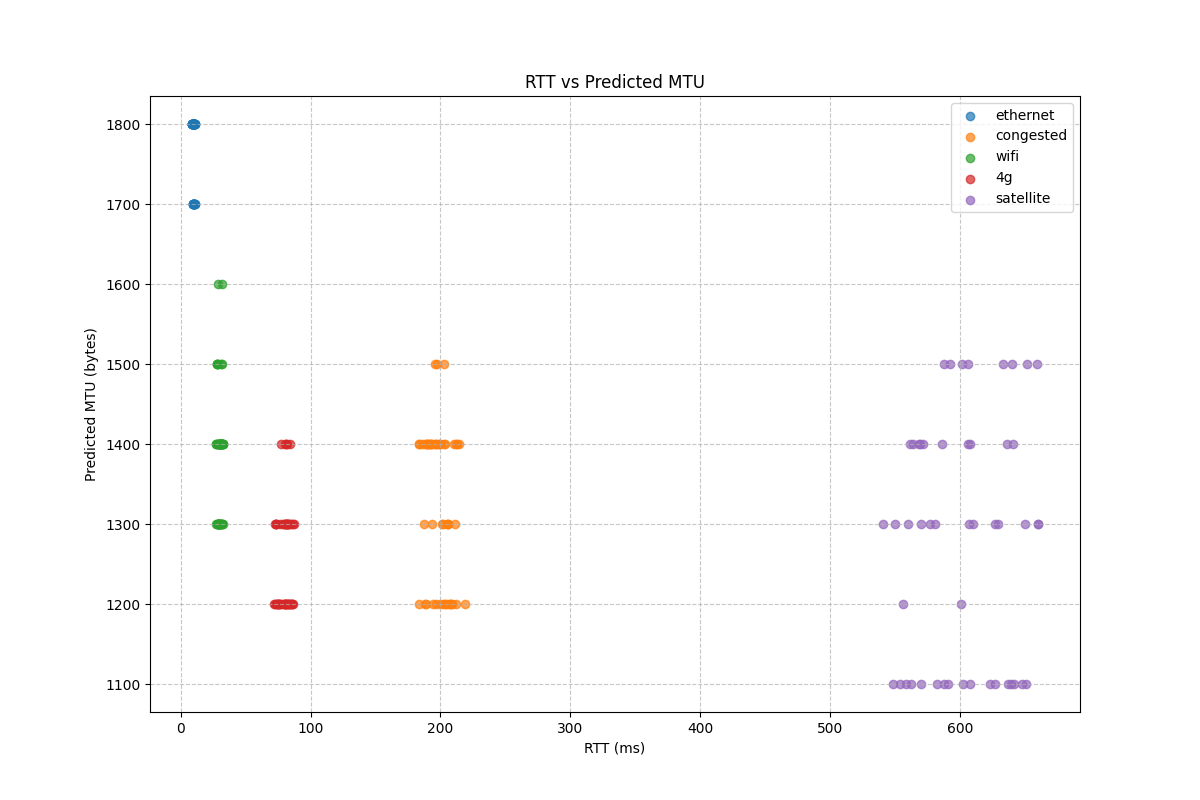 RTT vs Predicted MTU
ethernet
congested
wifi
4g
satellite
Predicted MTU (bytes)
1800
1700
1600
1500
1400
1300
1200
1100
0 100 200 300 400 500 600
RTT (ms)